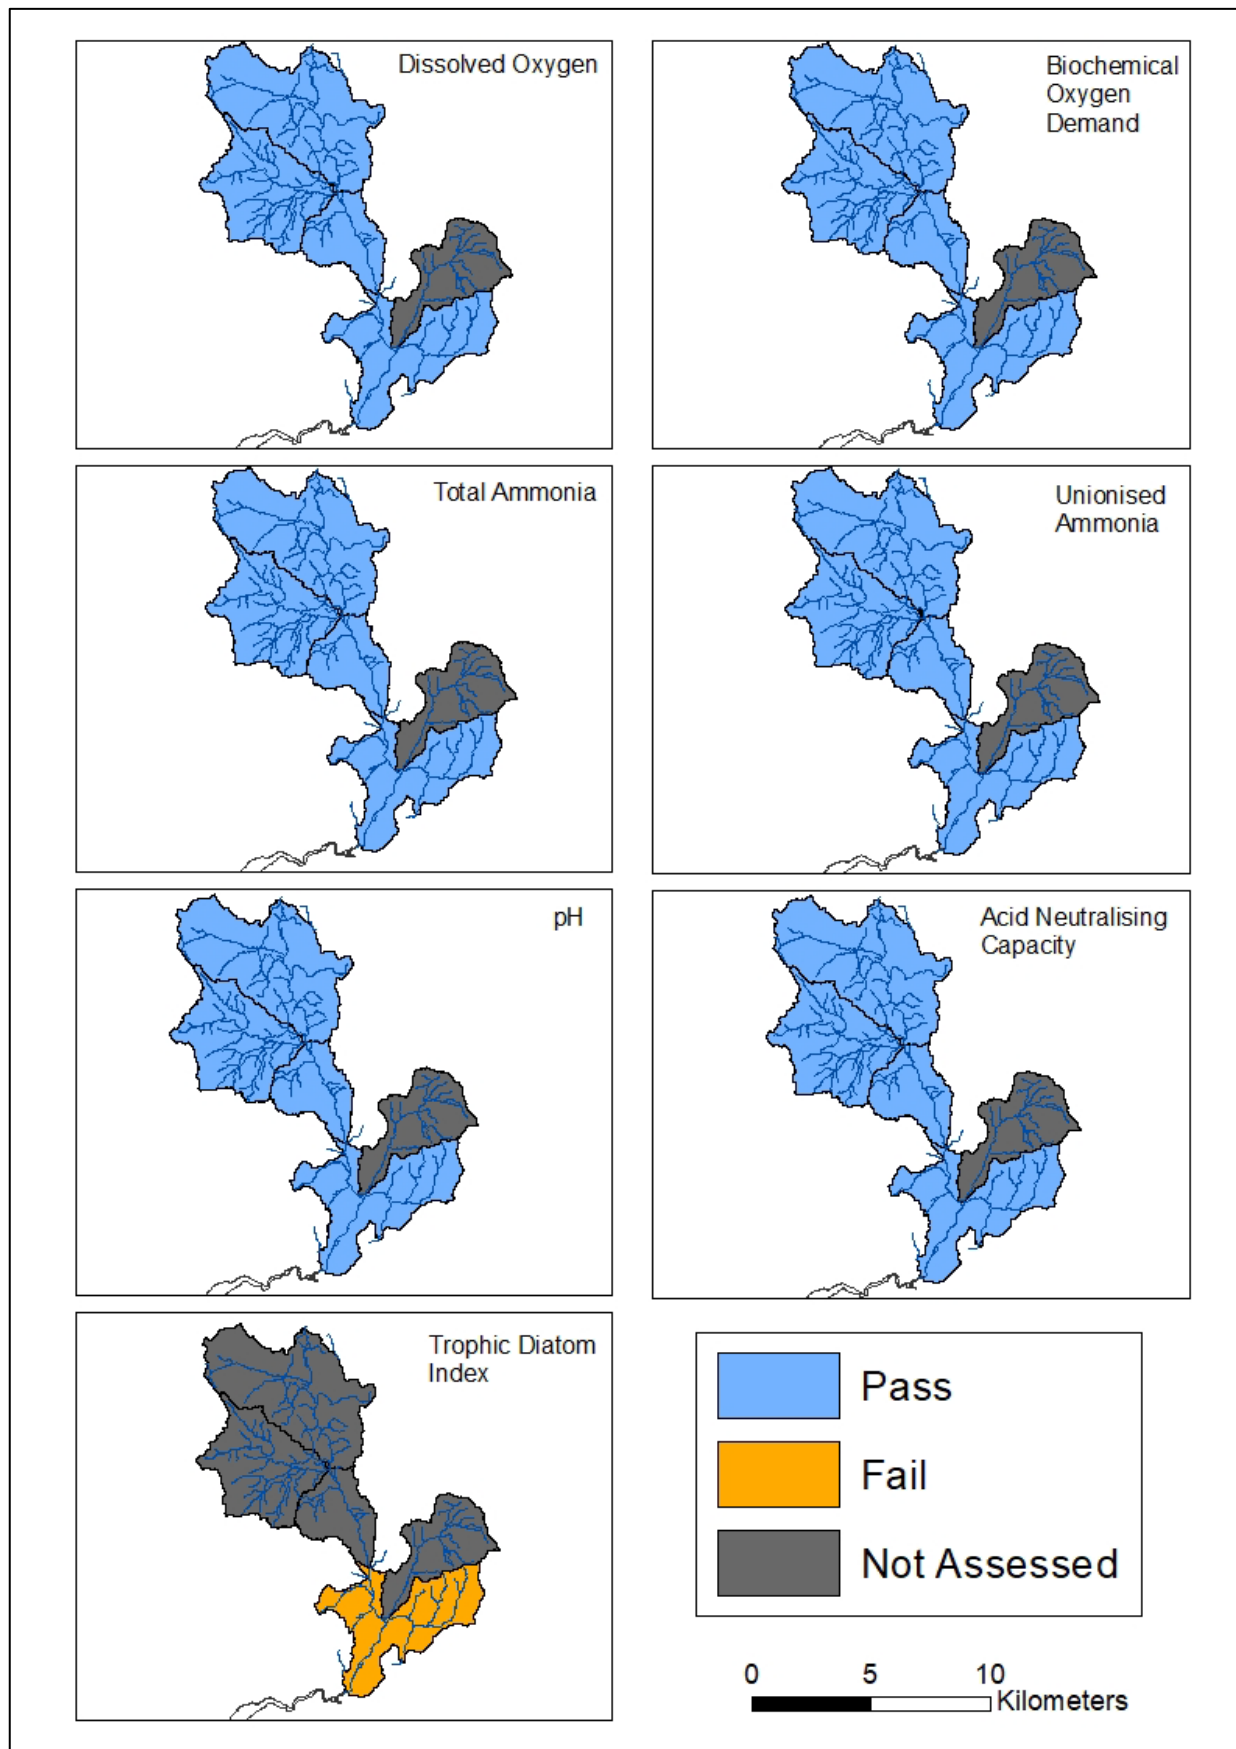 Dissolved Oxygen
Biochemical
Oxygen
Demand
Total Ammonia
Unionised
Ammonia
pH
Acid Neutralising
Capacity
Trophic Diatom
Index
Pass
Fail
Not Assessed
0 5 10
Kilometers